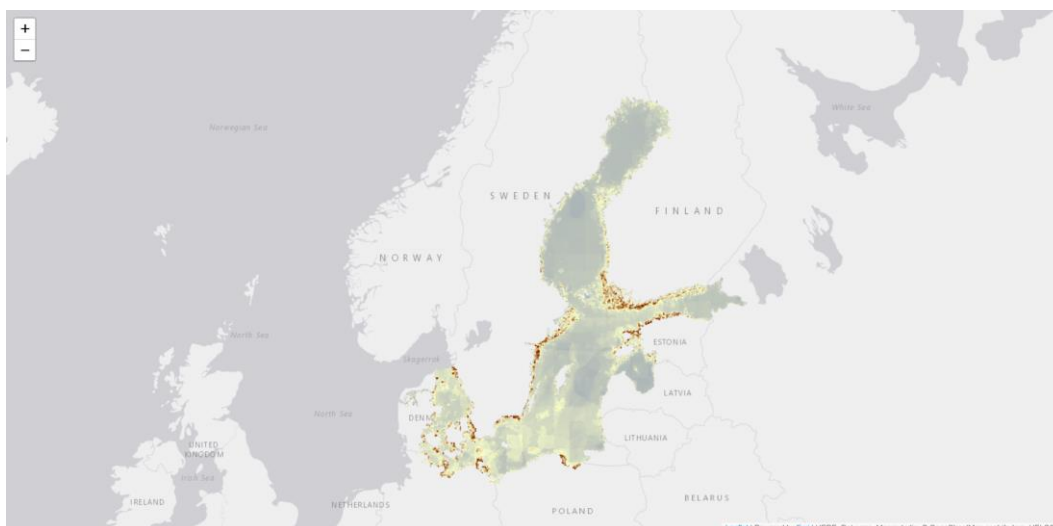 +
−
Norwegian Sea
White Sea
SWEDEN
FINLAND
NORWAY
North Sea
ESTONIA
Skagerrak
LATVIA
North Sea
DENM
LITHUANIA
UNITED
KINGDOM
Irish Sea
IRELAND
NETHERLANDS
BELARUS
POLAND